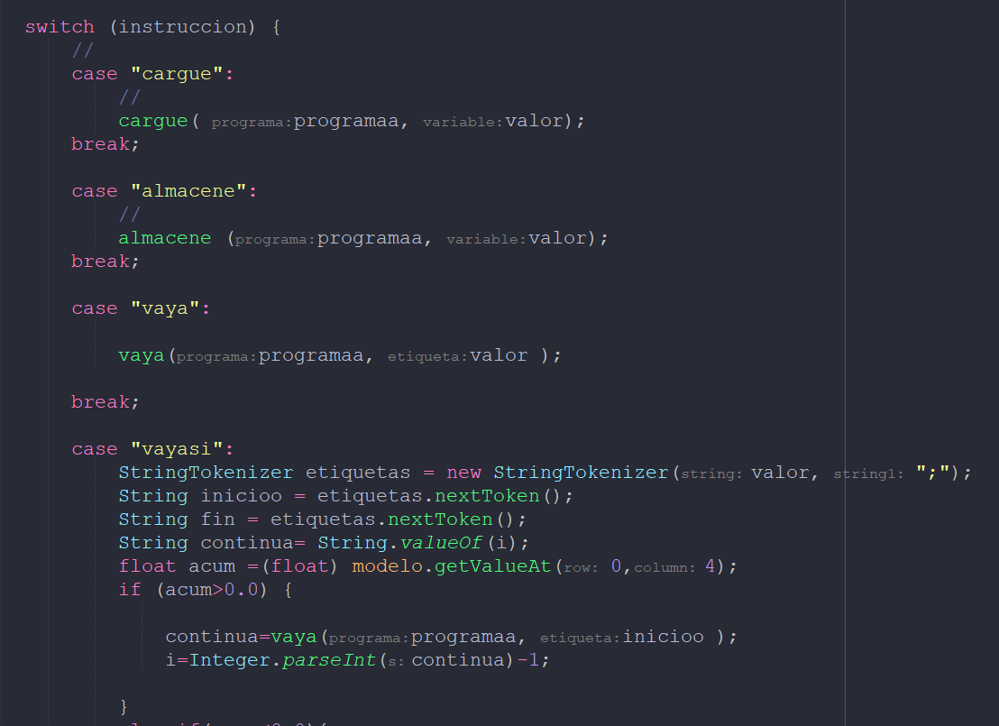 switch (instruccion) {
//
case "cargue":
//
cargue( programa: programaa, variable: valor);
break;
case "almacene":
//
almacene (programa: programaa, variable: valor);
break;
case "vaya":
vaya(programa: programaa, etiqueta: valor );
break;
case "vayasi":
StringTokenizer etiquetas = new StringTokenizer(string: valor, string1: ";");
String inicioo = etiquetas.nextToken();
String fin = etiquetas.nextToken();
String continua= String.valueOf(i);
float acum =(float) modelo.getValueAt(row: 0,column: 4);
if (acum>0.0) {
continua=vaya(programa: programaa, etiqueta: inicioo );
i=Integer.parseInt(s: continua)-1;
}